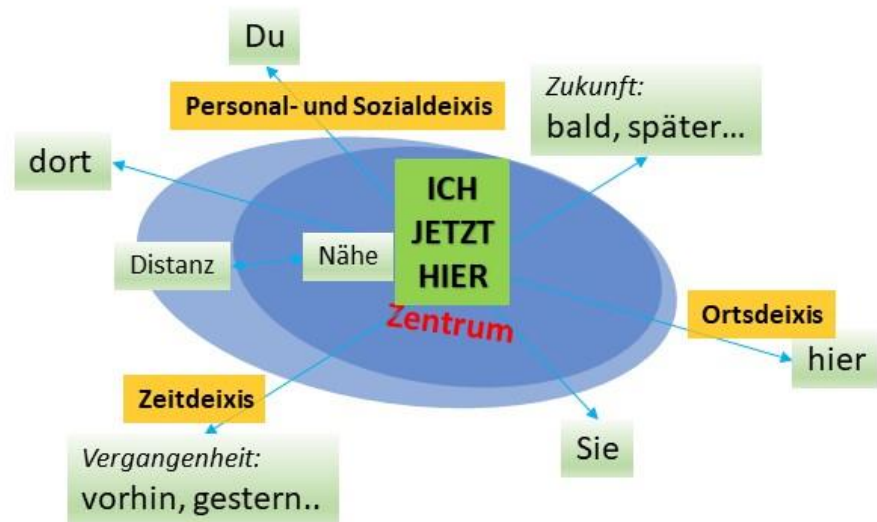 Du
Personal- und Sozialdeixis
Zukunft:
bald, später...
dort
ICH
JETZT
HIER
Distanz
Nähe
Zentrum
Ortsdeixis
hier
Zeitdeixis
Vergangenheit:
vorhin, gestern..
Sie